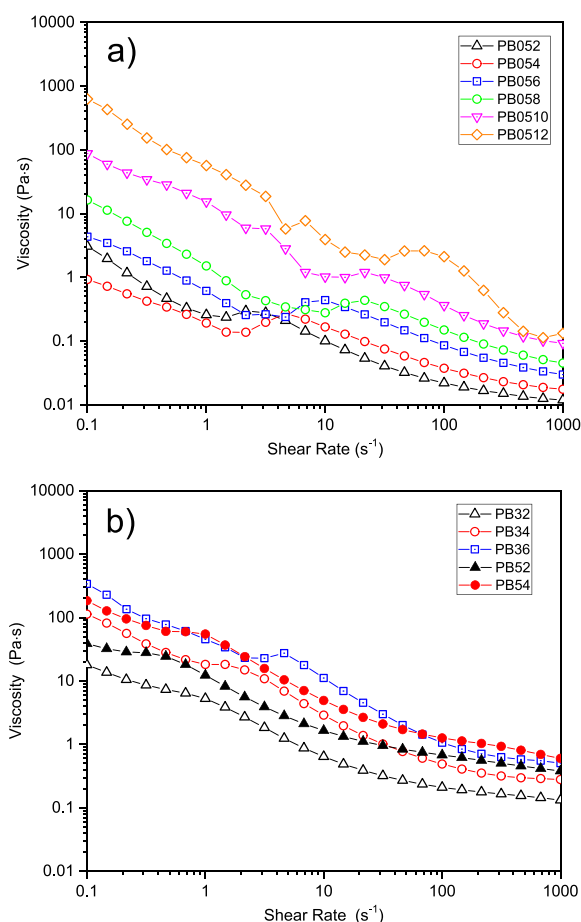 a)
PB052
PB054
PB056
PB058
PB0510
PB0512
10000
1000
100
10
1
0.1
0.01
Viscosity (Pa·s)
0.1 1 10 100 1000
Shear Rate (s⁻¹)
b)
PB32
PB34
PB36
PB52
PB54
10000
1000
100
10
1
0.1
0.01
Viscosity (Pa·s)
0.1 1 10 100 1000
Shear Rate (s⁻¹)